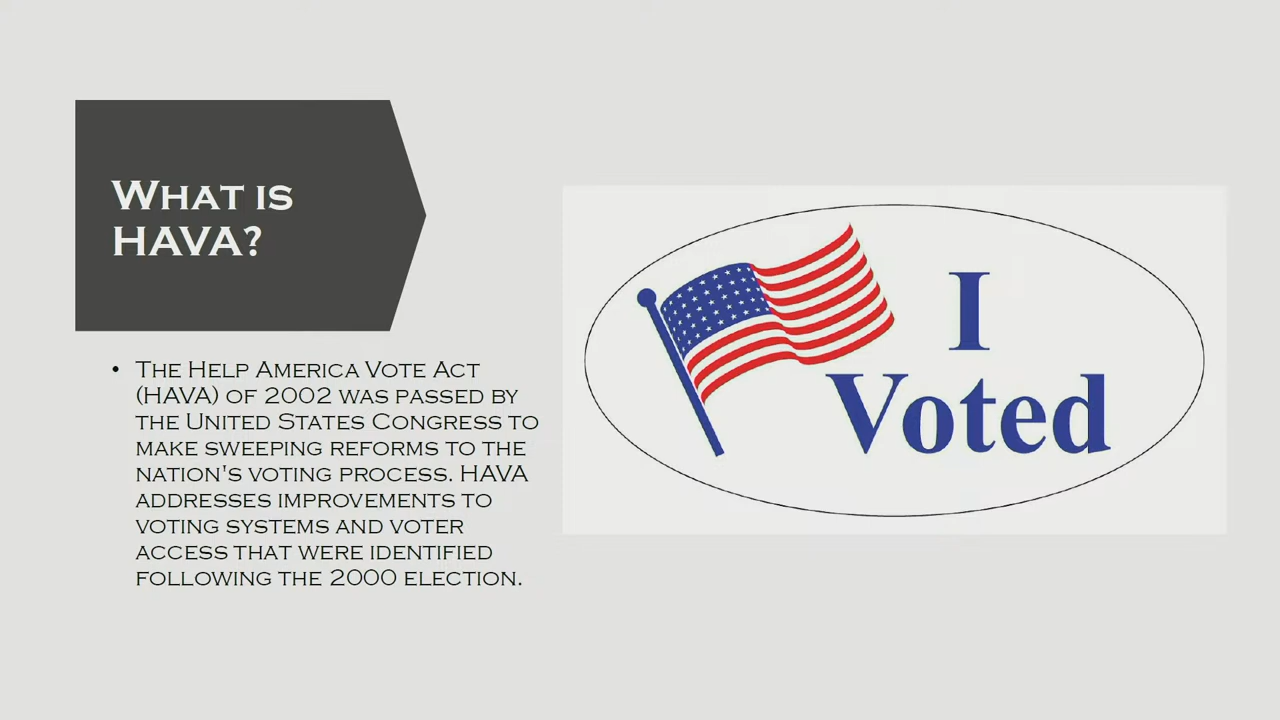 What is
HAVA?
• The Help America Vote Act
(HAVA) of 2002 was passed by
the United States Congress to
make sweeping reforms to the
nation's voting process. HAVA
addresses improvements to
voting systems and voter
access that were identified
following the 2000 election.
I
Voted